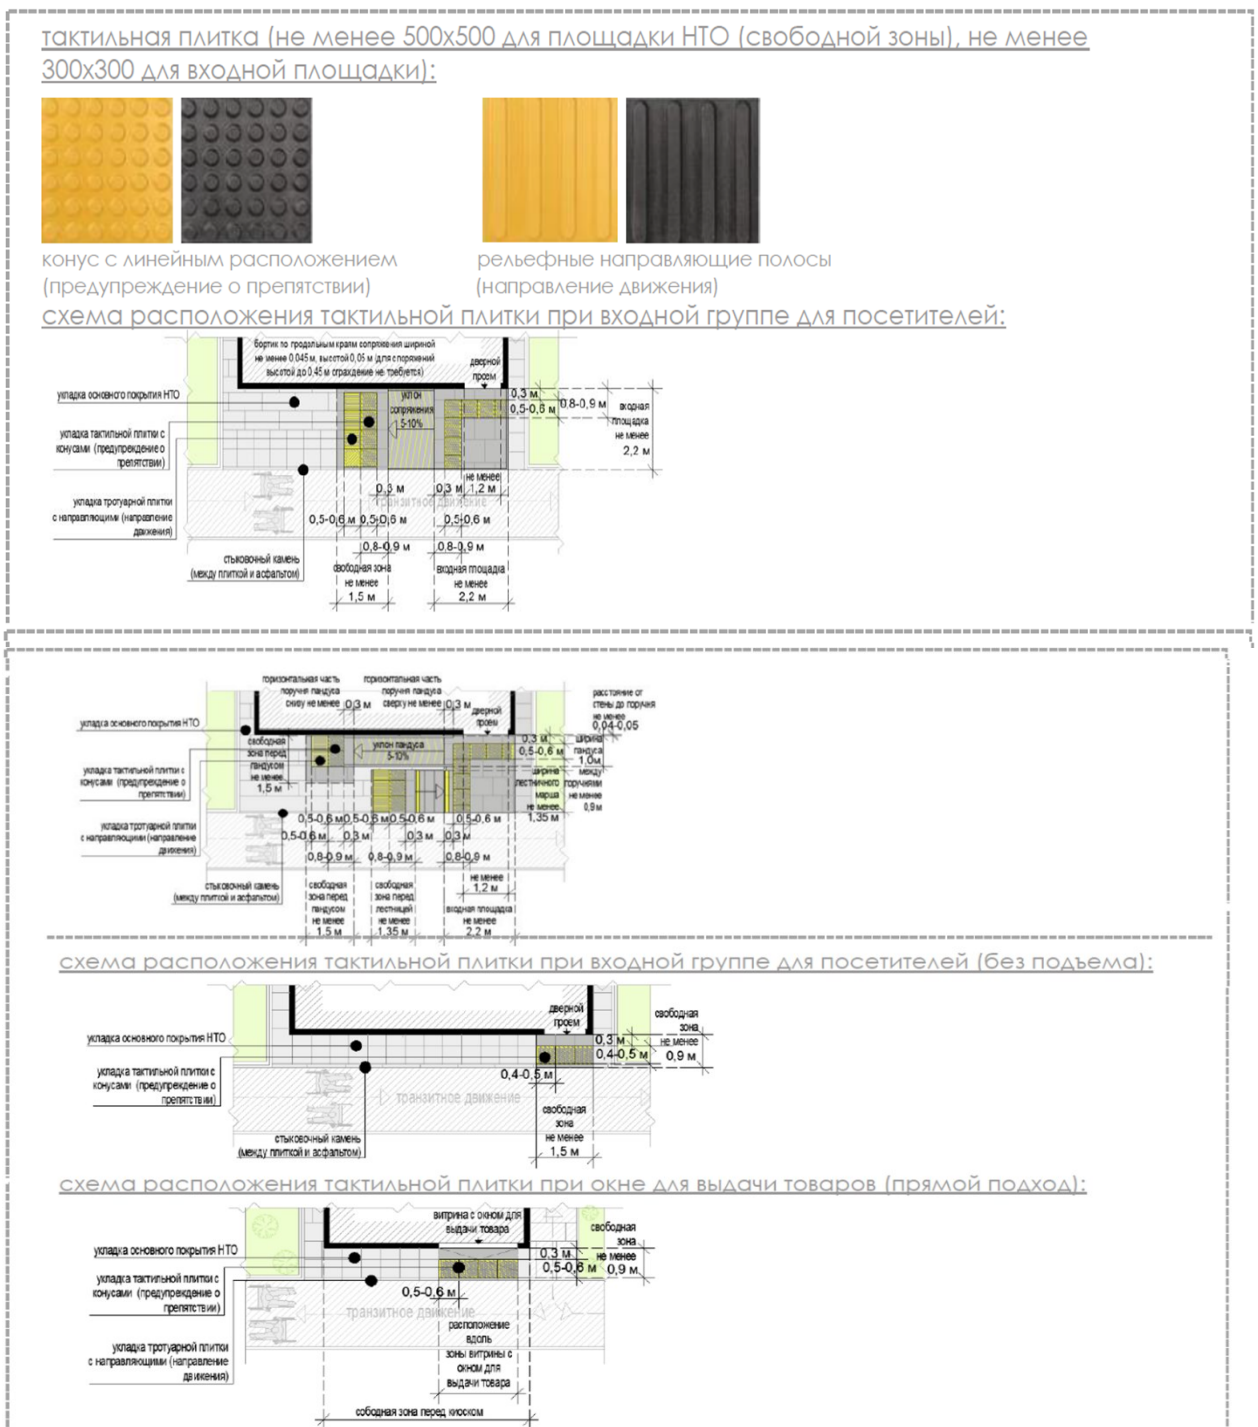 тактильная плитка (не менее 500х500 для площадки НТО (свободной зоны), не менее
300х300 для входной площадки):
конус с линейным расположением
(предупреждение о препятствии)
рельефные направляющие полосы
(направление движения)
схема расположения тактильной плитки при входной группе для посетителей:
бортик по продольным краям сопряжения шириной
не менее 0,045 м, высотой 0,05 м (для сопряжений
высотой до 0,45 м ограждение не требуется)
дверной
проем
укладка основного покрытия НТО
уклон
сопряжения
5-10%
0,3 м
0,5-0,6 м
0,8-0,9 м
входная
площадка
не менее
2,2 м
укладка тактильной плитки с
конусами (предупреждение о
препятствии)
укладка тротуарной плитки
с направляющими (направление
движения)
не менее
0,3 м
0,3 м
1,2 м
транзитное движение
0,5-0,6 м
0,5-0,6 м
0,5-0,6 м
0,8-0,9 м
0,8-0,9 м
стыковочный камень
(между плиткой и асфальтом)
свободная зона
не менее
1,5 м
входная площадка
не менее
2,2 м
горизонтальная часть
поручня пандуса
снизу не менее
0,3 м
горизонтальная часть
поручня пандуса
сверху не менее
0,3 м
дверной
проем
расстояние от
стены до поручня
не менее
0,04-0,05
укладка основного покрытия НТО
свободная
зона перед
пандусом
не менее
1,5 м
уклон пандуса
5-10%
0,3 м
0,5-0,6 м
ширина
пандуса
1,0м
между
поручнями
не менее
0,9 м
ширина
лестничного
марша
не менее
1,35 м
укладка тактильной плитки с
конусами (предупреждение о
препятствии)
укладка тротуарной плитки
с направляющими (направление
движения)
0,5-0,6 м
0,5-0,6 м
0,5-0,6 м
0,5-0,6 м
0,5-0,6 м
0,3 м
0,3 м
0,3 м
0,8-0,9 м
0,8-0,9 м
0,8-0,9 м
не менее
1,2 м
стыковочный камень
(между плиткой и асфальтом)
свободная
зона перед
пандусом
не менее
1,5 м
свободная
зона перед
лестницей
не менее
1,35 м
входная площадка
не менее
2,2 м
схема расположения тактильной плитки при входной группе для посетителей (без подъема):
дверной
проем
свободная
зона
не менее
0,9 м
укладка основного покрытия НТО
0,3 м
0,4-0,5 м
укладка тактильной плитки с
конусами (предупреждение о
препятствии)
0,4-0,5 м
транзитное движение
свободная
зона
не менее
1,5 м
стыковочный камень
(между плиткой и асфальтом)
схема расположения тактильной плитки при окне для выдачи товаров (прямой подход):
витрина с окном для
выдачи товара
свободная
зона
не менее
0,9 м
укладка основного покрытия НТО
0,3 м
0,5-0,6 м
укладка тактильной плитки с
конусами (предупреждение о
препятствии)
0,5-0,6 м
транзитное движение
укладка тротуарной плитки
с направляющими (направление
движения)
расположение
вдоль
зоны витрины с
окном для
выдачи товара
сободная зона перед киоском